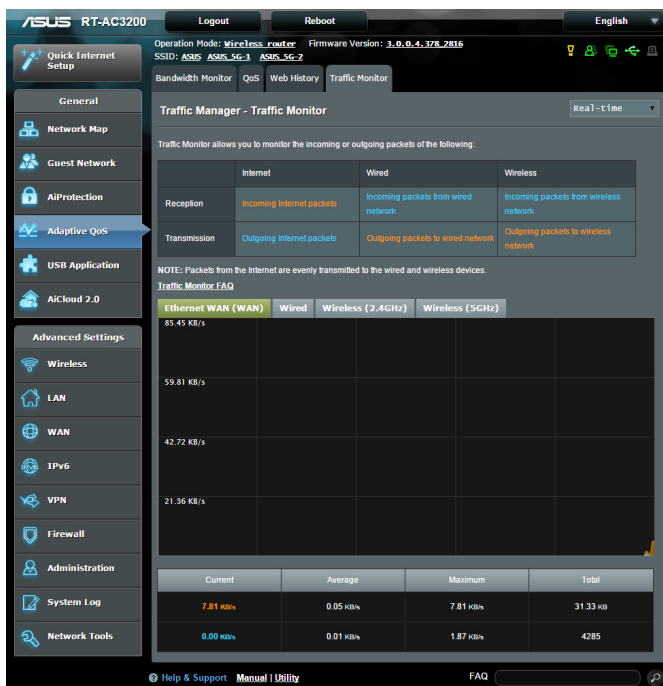 ASUS RT-AC3200 Logout Reboot English
Quick Internet Setup
Operation Mode: Wireless router Firmware Version: 3.0.0.4.378_2816
SSID: ASUS ASUS_5G-1 ASUS_5G-2
Bandwidth Monitor QoS Web History Traffic Monitor
General
Network Map
Guest Network
AiProtection
Adaptive QoS
USB Application
AiCloud 2.0
Advanced Settings
Wireless
LAN
WAN
IPv6
VPN
Firewall
Administration
System Log
Network Tools
Traffic Manager - Traffic Monitor Real-time
Traffic Monitor allows you to monitor the incoming or outgoing packets of the following:
Internet Wired Wireless
Reception Incoming Internet packets Incoming packets from wired network Incoming packets from wireless network
Transmission Outgoing Internet packets Outgoing packets to wired network Outgoing packets to wireless network
NOTE: Packets from the Internet are evenly transmitted to the wired and wireless devices.
Traffic Monitor FAQ
Ethernet WAN (WAN) Wired Wireless (2.4GHz) Wireless (5GHz)
85.45 KB/s
59.81 KB/s
42.72 KB/s
21.36 KB/s
Current Average Maximum Total
7.81 KB/s 0.05 KB/s 7.81 KB/s 31.33 KB
0.00 KB/s 0.01 KB/s 1.87 KB/s 4285
Help & Support Manual | Utility FAQ